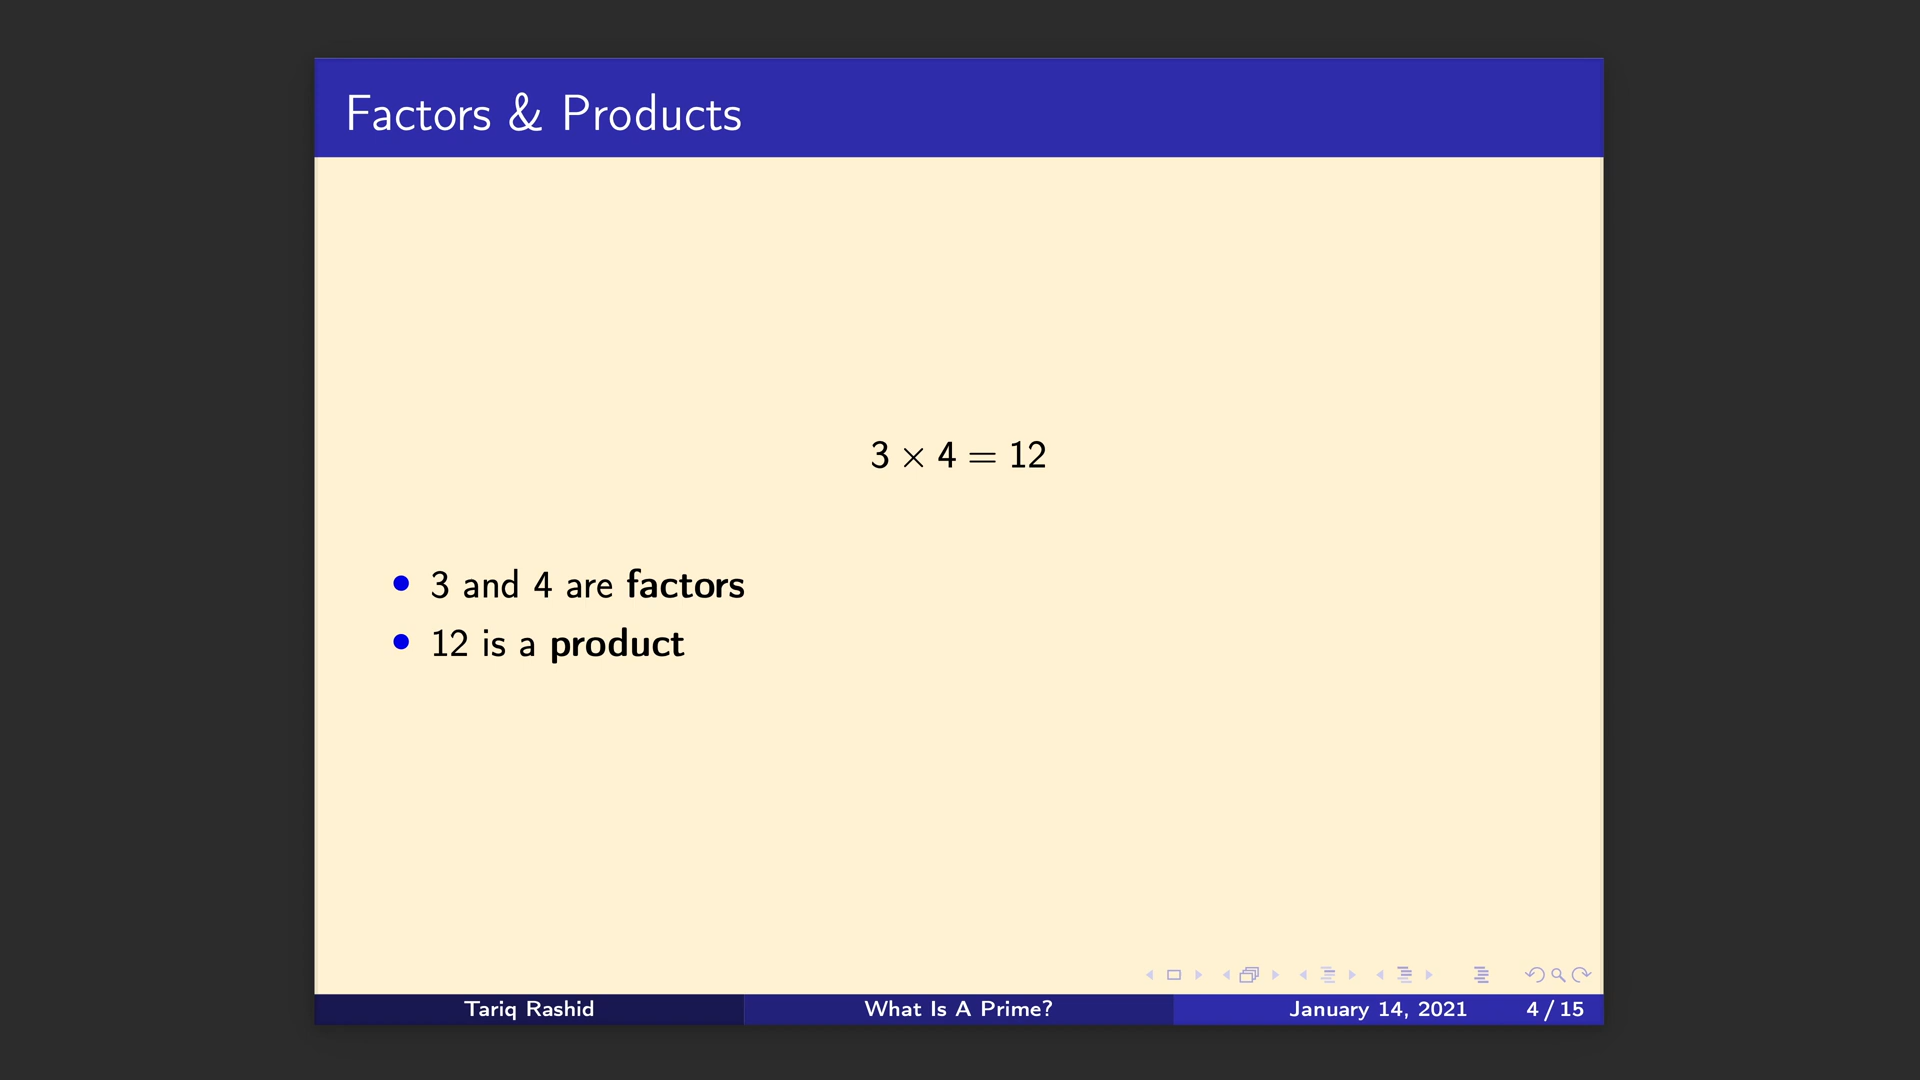 Factors & Products
3 × 4 = 12
• 3 and 4 are factors
• 12 is a product
Tariq Rashid What Is A Prime? January 14, 2021 4 / 15